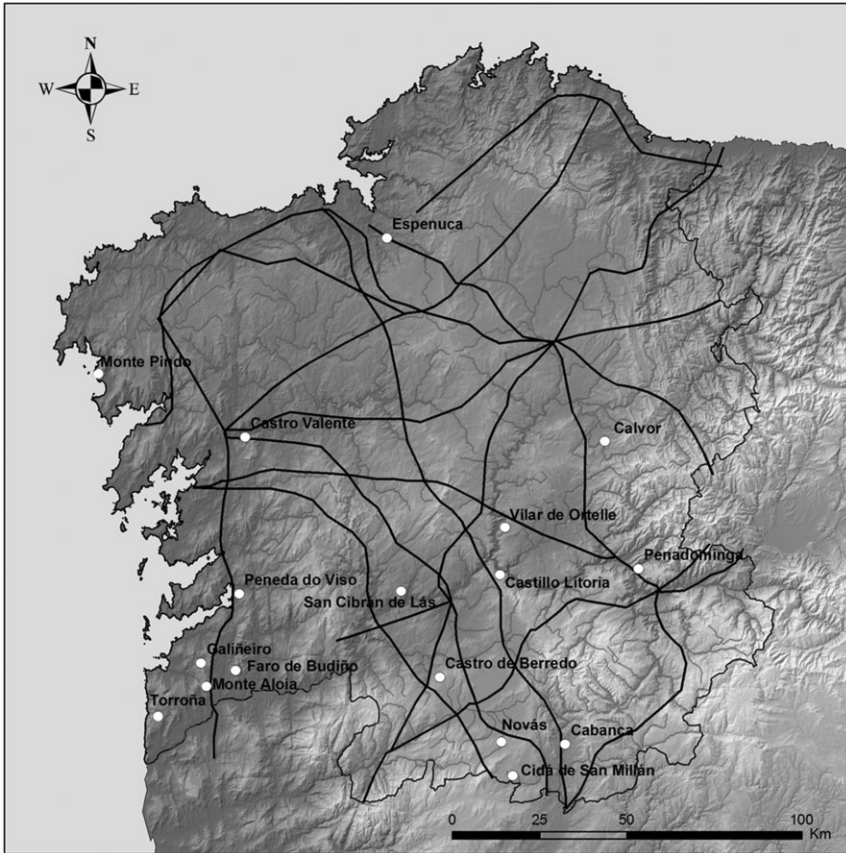 N
W E
S
Espenuca
Monte Pindo
Castro Valente
Calvor
Vilar de Ortelle
Penadominga
Peneda do Viso
Castillo Litoria
San Cibrán de Lás
Galiñeiro
Faro de Budiño
Castro de Berredo
Monte Aloia
Torroña
Novás
Cabanca
Cidá de San Millán
0 25 50 100
Km